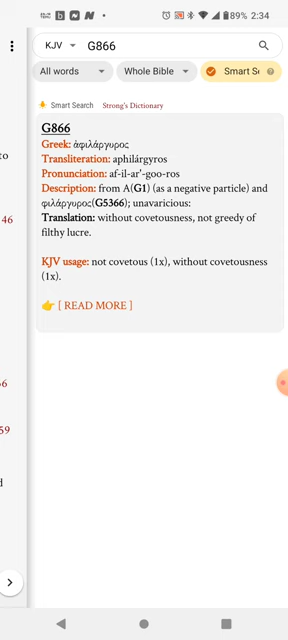 89% 2:34
KJV G866
All words Whole Bible Smart Se
Smart Search Strong's Dictionary
to
G866
Greek: ἀφιλάργυρος
Transliteration: aphilárgyros
Pronunciation: af-il-ar'-goo-ros
Description: from Α(G1) (as a negative particle) and
46
φιλάργυρος(G5366); unavaricious:
Translation: without covetousness, not greedy of
filthy lucre.
KJV usage: not covetous (1x), without covetousness
(1x).
👉 [ READ MORE ]
59